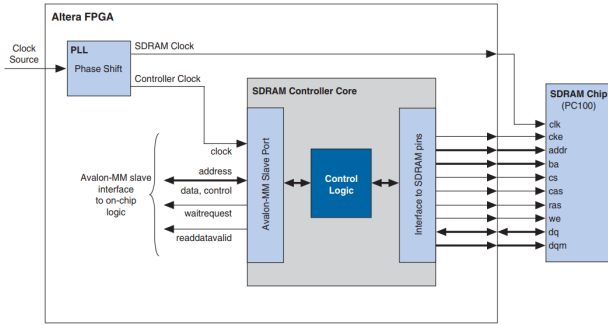 Altera FPGA
Clock
Source
PLL
Phase Shift
SDRAM Clock
Controller Clock
SDRAM Controller Core
SDRAM Chip
(PC100)
Avalon-MM slave
interface
to on-chip
logic
clock
address
data, control
waitrequest
readdatavalid
Avalon-MM Slave Port
Control
Logic
Interface to SDRAM pins
clk
cke
addr
ba
cs
cas
ras
we
dq
dqm